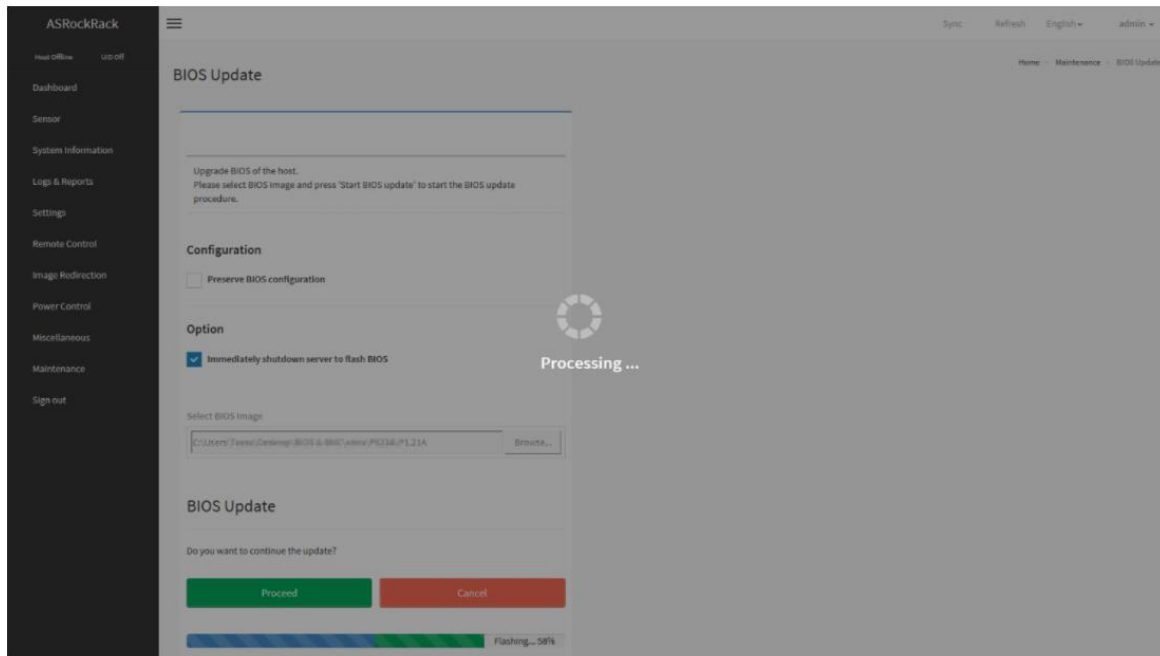 ASRockRack
Sync Refresh English admin
Host Offline UID Off
Home Maintenance BIOS Update
BIOS Update
Dashboard
Sensor
System Information
Logs & Reports
Settings
Remote Control
Image Redirection
Power Control
Miscellaneous
Maintenance
Sign out
Upgrade BIOS of the host.
Please select BIOS image and press 'Start BIOS update' to start the BIOS update
procedure.
Configuration
Preserve BIOS configuration
Option
Immediately shutdown server to flash BIOS
Processing ...
Select BIOS Image
Browse...
BIOS Update
Do you want to continue the update?
Proceed Cancel
Flashing... 58%